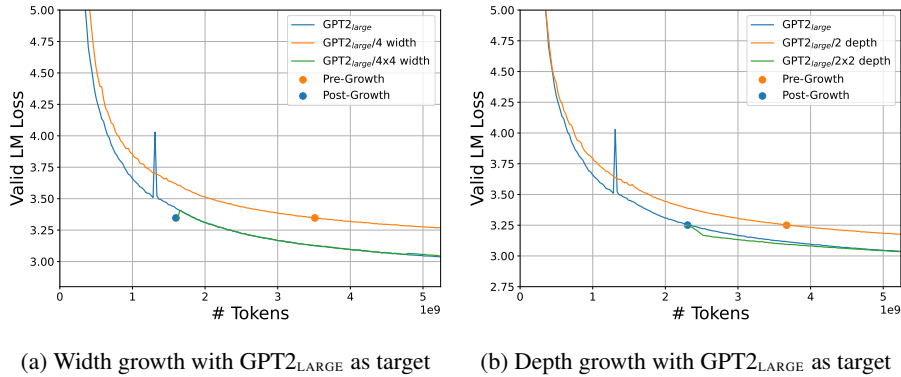 5.00
4.75
4.50
4.25
4.00
3.75
3.50
3.25
3.00
Valid LM Loss
GPT2large
GPT2large/4 width
GPT2large/4x4 width
Pre-Growth
Post-Growth
0 1 2 3 4 5
1e9
# Tokens
(a) Width growth with GPT2LARGE as target
5.00
4.75
4.50
4.25
4.00
3.75
3.50
3.25
3.00
2.75
Valid LM Loss
GPT2large
GPT2large/2 depth
GPT2large/2x2 depth
Pre-Growth
Post-Growth
0 1 2 3 4 5
1e9
# Tokens
(b) Depth growth with GPT2LARGE as target